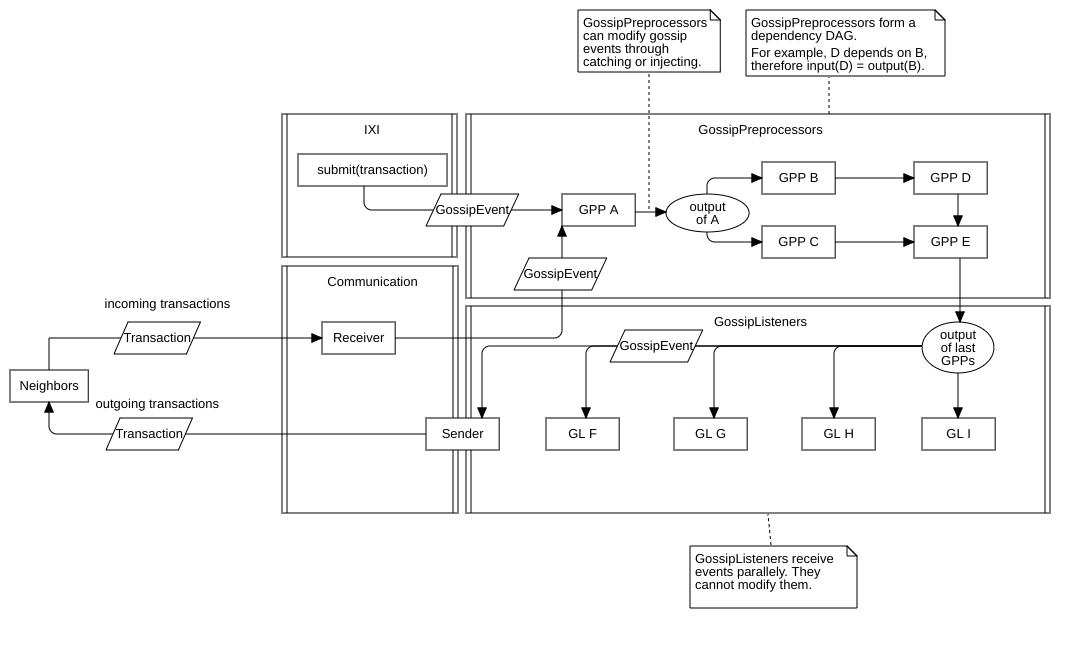 GossipPreprocessors
can modify gossip
events through
catching or injecting.
GossipPreprocessors form a
dependency DAG.
For example, D depends on B,
therefore input(D) = output(B).
IXI
submit(transaction)
GossipEvent
GossipPreprocessors
GPP A
output
of A
GPP B
GPP D
GPP C
GPP E
GossipEvent
Communication
incoming transactions
Transaction
Receiver
Neighbors
outgoing transactions
Transaction
Sender
GossipListeners
GossipEvent
output
of last
GPPs
GL F
GL G
GL H
GL I
GossipListeners receive
events parallely. They
cannot modify them.